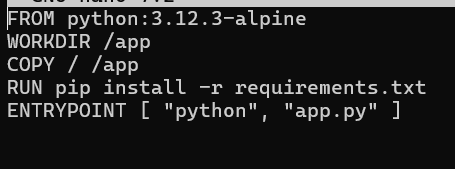 FROM python:3.12.3-alpine
WORKDIR /app
COPY / /app
RUN pip install -r requirements.txt
ENTRYPOINT [ "python", "app.py" ]